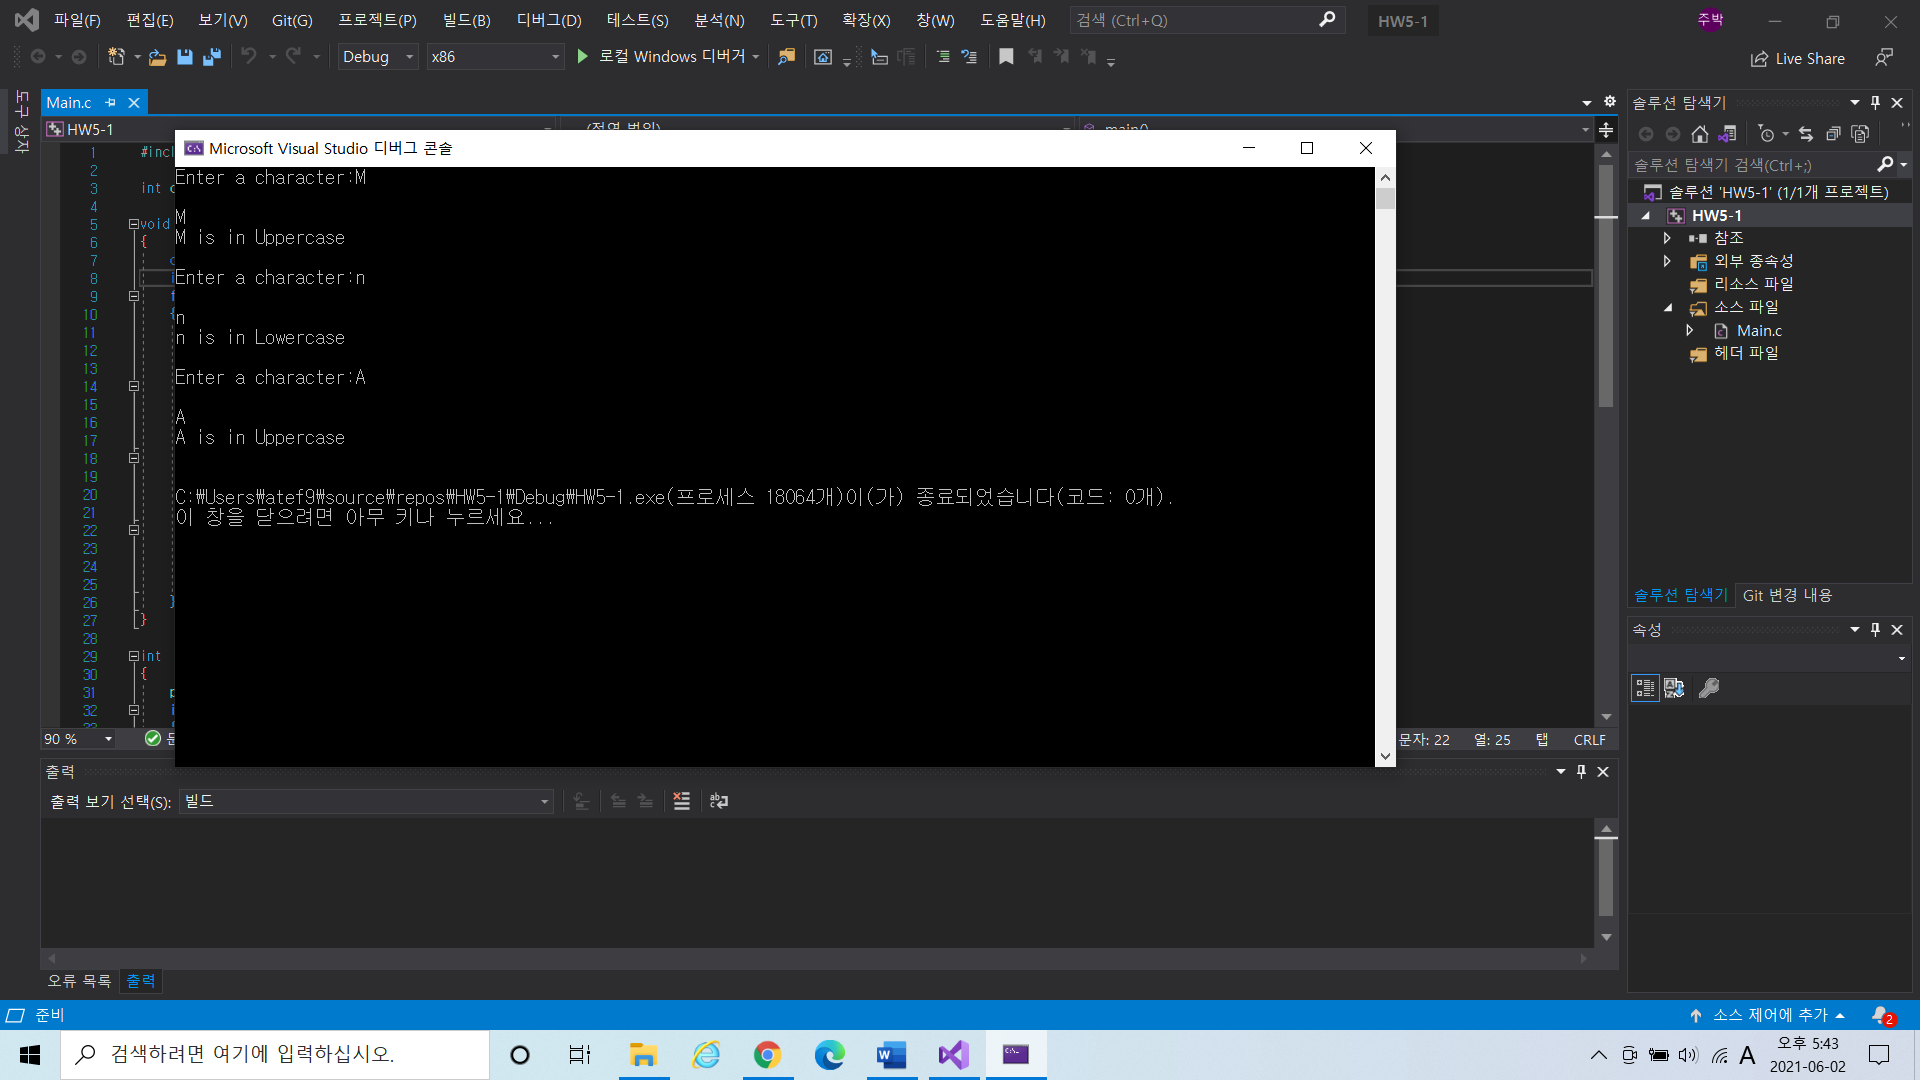 파일(F) 편집(E) 보기(V) Git(G) 프로젝트(P) 빌드(B) 디버그(D) 테스트(S) 분석(N) 도구(T) 확장(X) 창(W) 도움말(H) 검색 (Ctrl+Q) HW5-1 주박
Debug x86 로컬 Windows 디버거 Live Share
도구 상자
Main.c
HW5-1 (전역 범위) main()
Microsoft Visual Studio 디버그 콘솔
Enter a character:M
M
M is in Uppercase
Enter a character:n
n
n is in Lowercase
Enter a character:A
A
A is in Uppercase
C:\Users\atef9\source\repos\HW5-1\Debug\HW5-1.exe(프로세스 18064개)이(가) 종료되었습니다(코드: 0개).
이 창을 닫으려면 아무 키나 누르세요...
1 #incl
2
3 int c
4
5 void
6 {
7
8 i
9 f
10 {
11
12
13
14
15
16
17
18
19
20
21
22
23
24
25
26 }
27 }
28
29 int
30 {
31 p
32 i
90 % 문자: 22 열: 25 탭 CRLF
출력
출력 보기 선택(S): 빌드
오류 목록 출력
솔루션 탐색기
솔루션 탐색기 검색(Ctrl+;)
솔루션 'HW5-1' (1/1개 프로젝트)
HW5-1
참조
외부 종속성
리소스 파일
소스 파일
Main.c
헤더 파일
솔루션 탐색기 Git 변경 내용
속성
준비 소스 제어에 추가 2
검색하려면 여기에 입력하십시오. A 오후 5:43
2021-06-02